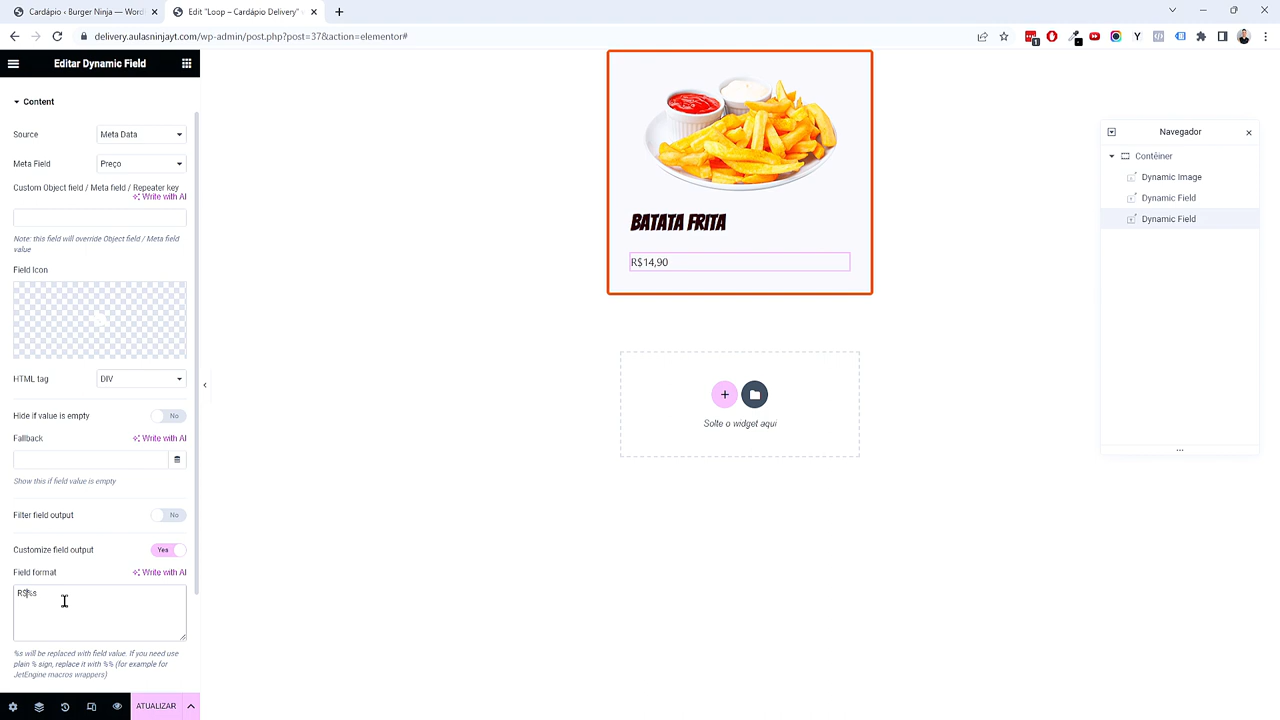 Cardápio ‹ Burger Ninja — Word
Edit "Loop – Cardápio Delivery"
delivery.aulasninjayt.com/wp-admin/post.php?post=37&action=elementor#
Editar Dynamic Field
Content
Source
Meta Data
Meta Field
Preço
Custom Object field / Meta field / Repeater key
Write with AI
Note: this field will override Object field / Meta field
value
Field Icon
HTML tag
DIV
Hide if value is empty
No
Fallback
Write with AI
Show this if field value is empty
Filter field output
No
Customize field output
Yes
Field format
Write with AI
R$%s
%s will be replaced with field value. If you need use
plain % sign, replace it with %% (for example for
JetEngine macros wrappers)
ATUALIZAR
BATATA FRITA
R$14,90
Solte o widget aqui
Navegador
Contêiner
Dynamic Image
Dynamic Field
Dynamic Field